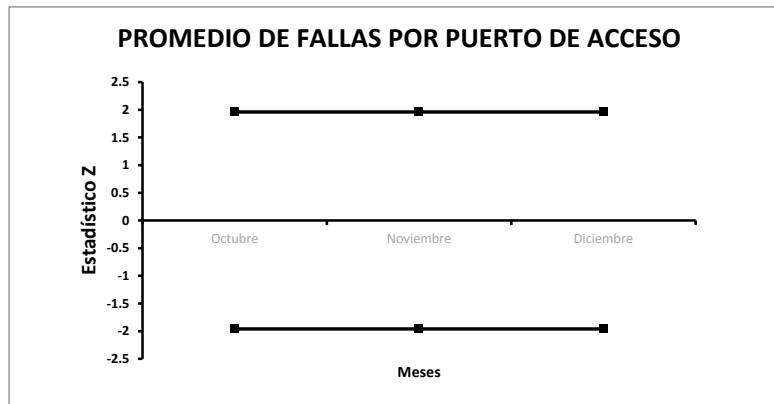 PROMEDIO DE FALLAS POR PUERTO DE ACCESO
2.5
2
1.5
1
0.5
0
-0.5
-1
-1.5
-2
-2.5
Estadístico Z
Octubre Noviembre Diciembre
Meses